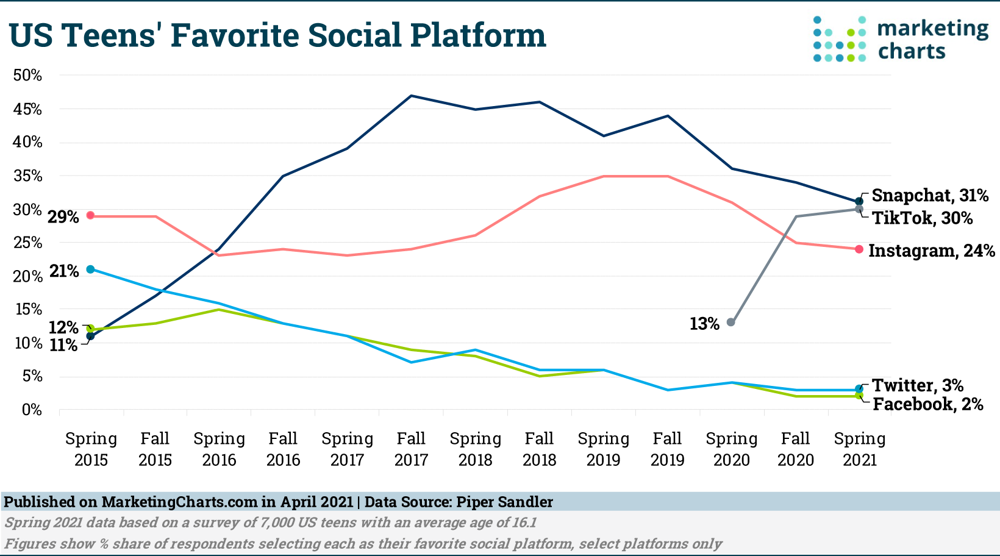 US Teens' Favorite Social Platform
marketing
charts
50%
45%
40%
35%
30%
25%
20%
15%
10%
5%
0%
29%
21%
12%
11%
13%
Snapchat, 31%
TikTok, 30%
Instagram, 24%
Twitter, 3%
Facebook, 2%
Spring Fall Spring Fall Spring Fall Spring Fall Spring Fall Spring Fall Spring
2015 2015 2016 2016 2017 2017 2018 2018 2019 2019 2020 2020 2021
Published on MarketingCharts.com in April 2021 | Data Source: Piper Sandler
Spring 2021 data based on a survey of 7,000 US teens with an average age of 16.1
Figures show % share of respondents selecting each as their favorite social platform, select platforms only